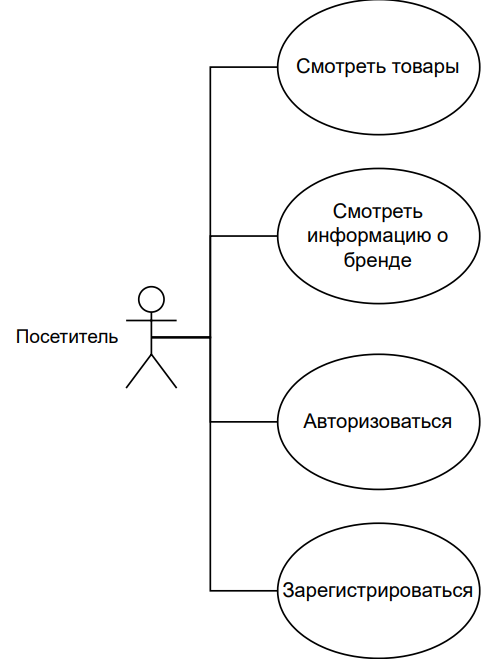 Смотреть товары
Смотреть
информацию о
бренде
Посетитель
Авторизоваться
Зарегистрироваться